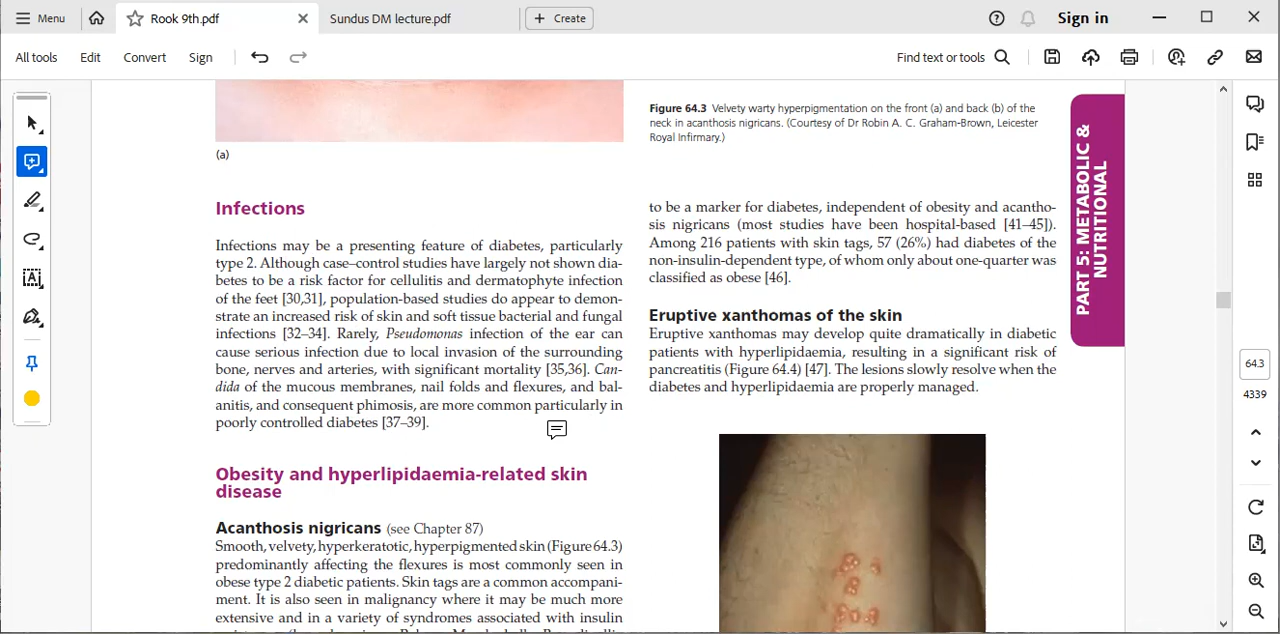 Menu
Rook 9th.pdf
Sundus DM lecture.pdf
Create
Sign in
All tools
Edit
Convert
Sign
Find text or tools
(a)
Infections
Infections may be a presenting feature of diabetes, particularly
type 2. Although case–control studies have largely not shown dia-
betes to be a risk factor for cellulitis and dermatophyte infection
of the feet [30,31], population-based studies do appear to demon-
strate an increased risk of skin and soft tissue bacterial and fungal
infections [32–34]. Rarely, Pseudomonas infection of the ear can
cause serious infection due to local invasion of the surrounding
bone, nerves and arteries, with significant mortality [35,36]. Can-
dida of the mucous membranes, nail folds and flexures, and bal-
anitis, and consequent phimosis, are more common particularly in
poorly controlled diabetes [37–39].
Obesity and hyperlipidaemia-related skin
disease
Acanthosis nigricans (see Chapter 87)
Smooth, velvety, hyperkeratotic, hyperpigmented skin (Figure 64.3)
predominantly affecting the flexures is most commonly seen in
obese type 2 diabetic patients. Skin tags are a common accompani-
ment. It is also seen in malignancy where it may be much more
extensive and in a variety of syndromes associated with insulin
Figure 64.3 Velvety warty hyperpigmentation on the front (a) and back (b) of the
neck in acanthosis nigricans. (Courtesy of Dr Robin A. C. Graham-Brown, Leicester
Royal Infirmary.)
to be a marker for diabetes, independent of obesity and acantho-
sis nigricans (most studies have been hospital-based [41–45]).
Among 216 patients with skin tags, 57 (26%) had diabetes of the
non-insulin-dependent type, of whom only about one-quarter was
classified as obese [46].
Eruptive xanthomas of the skin
Eruptive xanthomas may develop quite dramatically in diabetic
patients with hyperlipidaemia, resulting in a significant risk of
pancreatitis (Figure 64.4) [47]. The lesions slowly resolve when the
diabetes and hyperlipidaemia are properly managed.
PART 5: METABOLIC &
NUTRITIONAL
64.3
4339